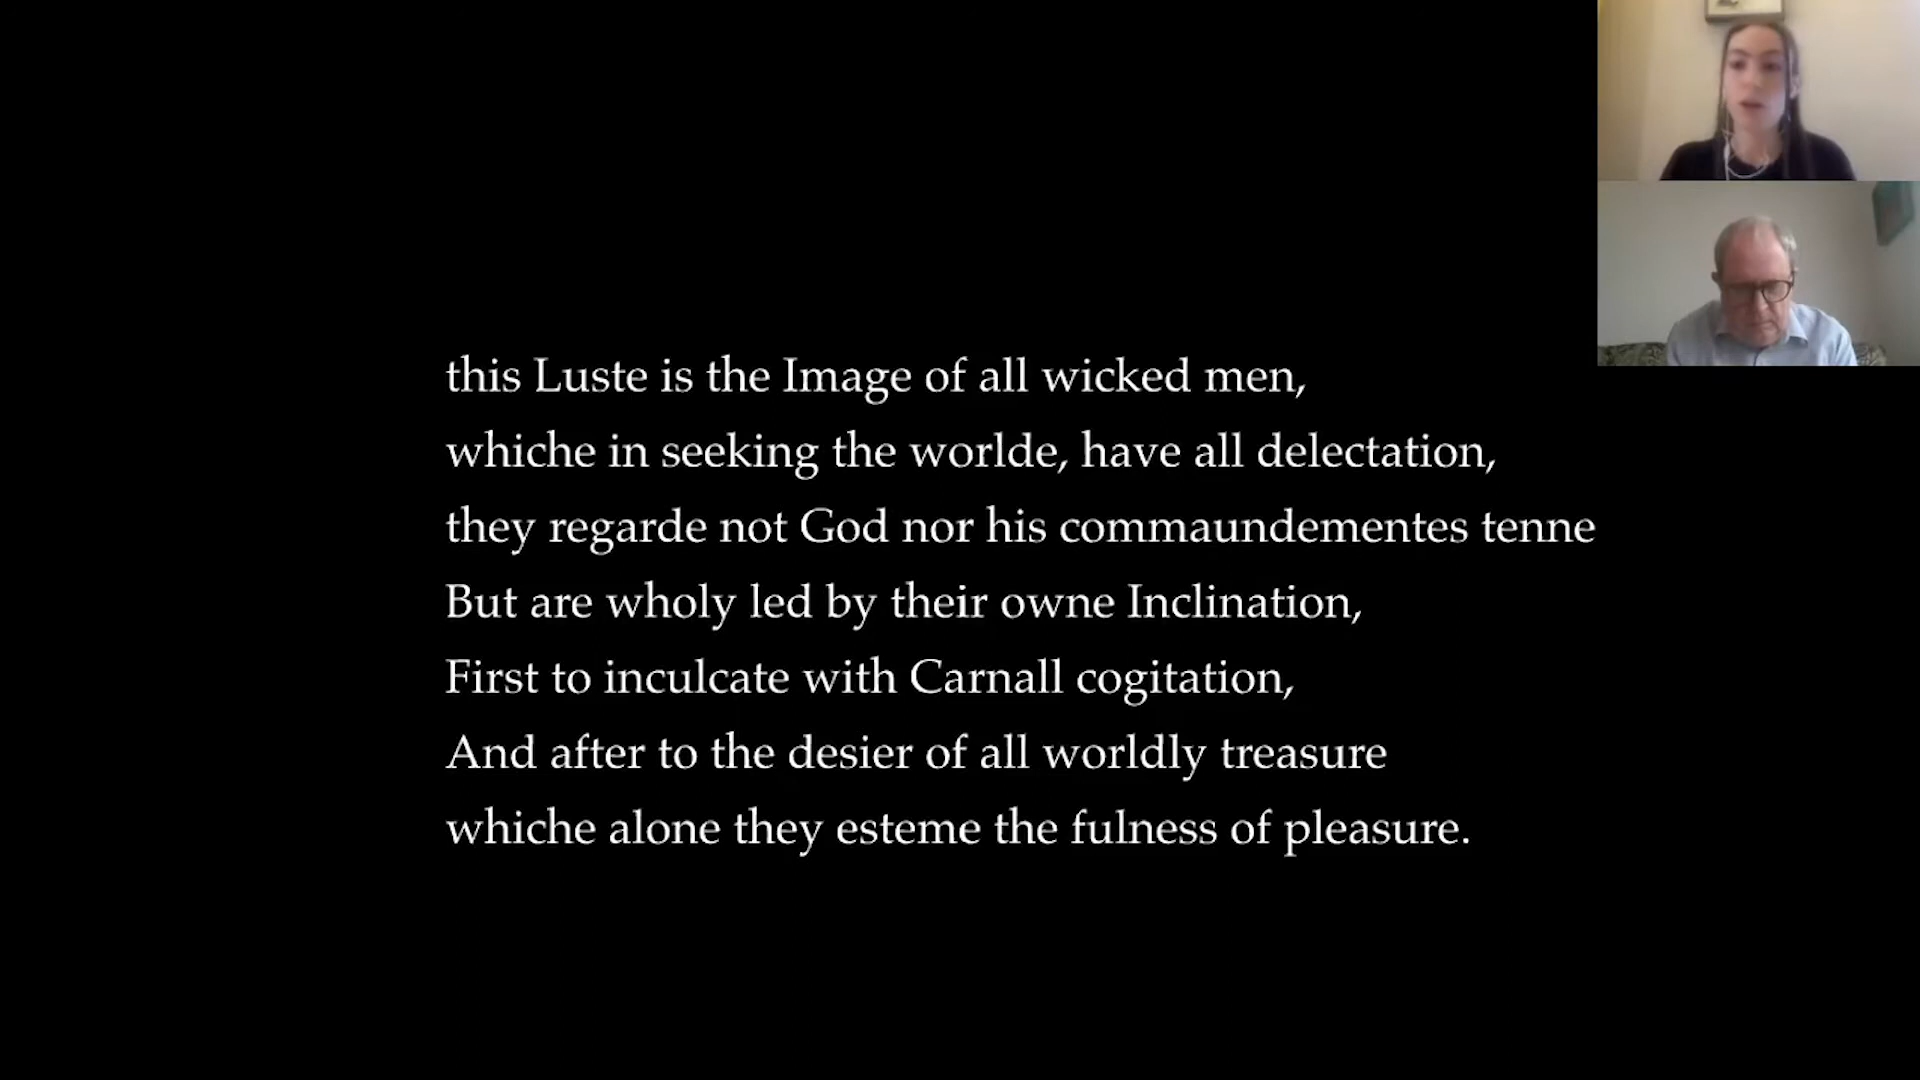 this Luste is the Image of all wicked men,
whiche in seeking the worlde, have all delectation,
they regarde not God nor his commaundementes tenne
But are wholy led by their owne Inclination,
First to inculcate with Carnall cogitation,
And after to the desier of all worldly treasure
whiche alone they esteme the fulness of pleasure.